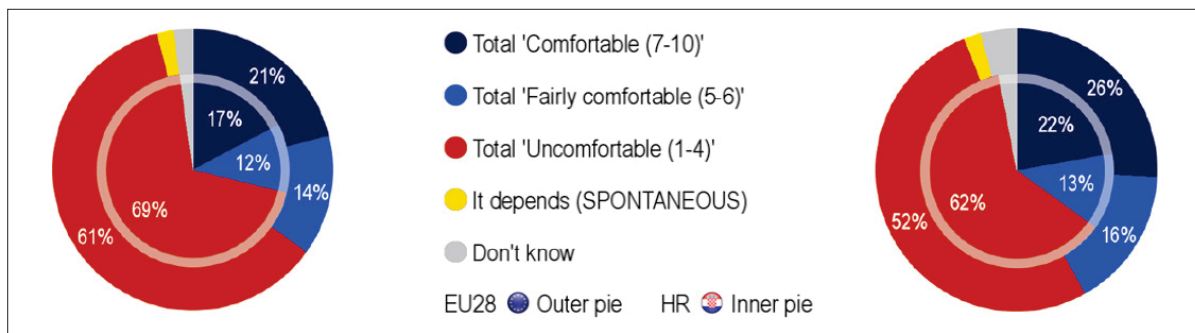 21%
17%
12%
14%
69%
61%
Total 'Comfortable (7-10)'
Total 'Fairly comfortable (5-6)'
Total 'Uncomfortable (1-4)'
It depends (SPONTANEOUS)
Don't know
EU28 Outer pie HR Inner pie
26%
22%
13%
62%
52%
16%